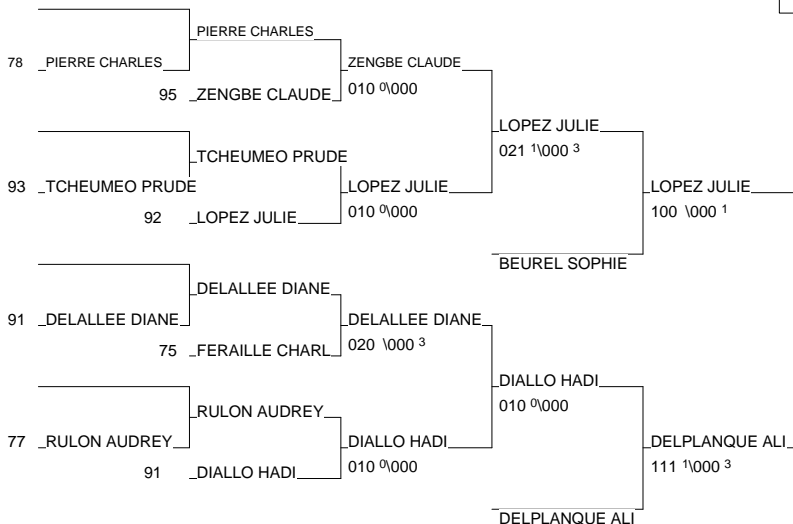 PIERRE CHARLES
78 PIERRE CHARLES ZENGBE CLAUDE
95 ZENGBE CLAUDE 010 0\000
LOPEZ JULIE
021 1\000 3
TCHEUMEO PRUDE
93 TCHEUMEO PRUDE LOPEZ JULIE LOPEZ JULIE
92 LOPEZ JULIE 010 0\000 100 \000 1
BEUREL SOPHIE
DELALLEE DIANE
91 DELALLEE DIANE DELALLEE DIANE
75 FERAILLE CHARL 020 \000 3
DIALLO HADI
010 0\000
RULON AUDREY
77 RULON AUDREY DIALLO HADI DELPLANQUE ALI
91 DIALLO HADI 010 0\000 111 1\000 3
DELPLANQUE ALI